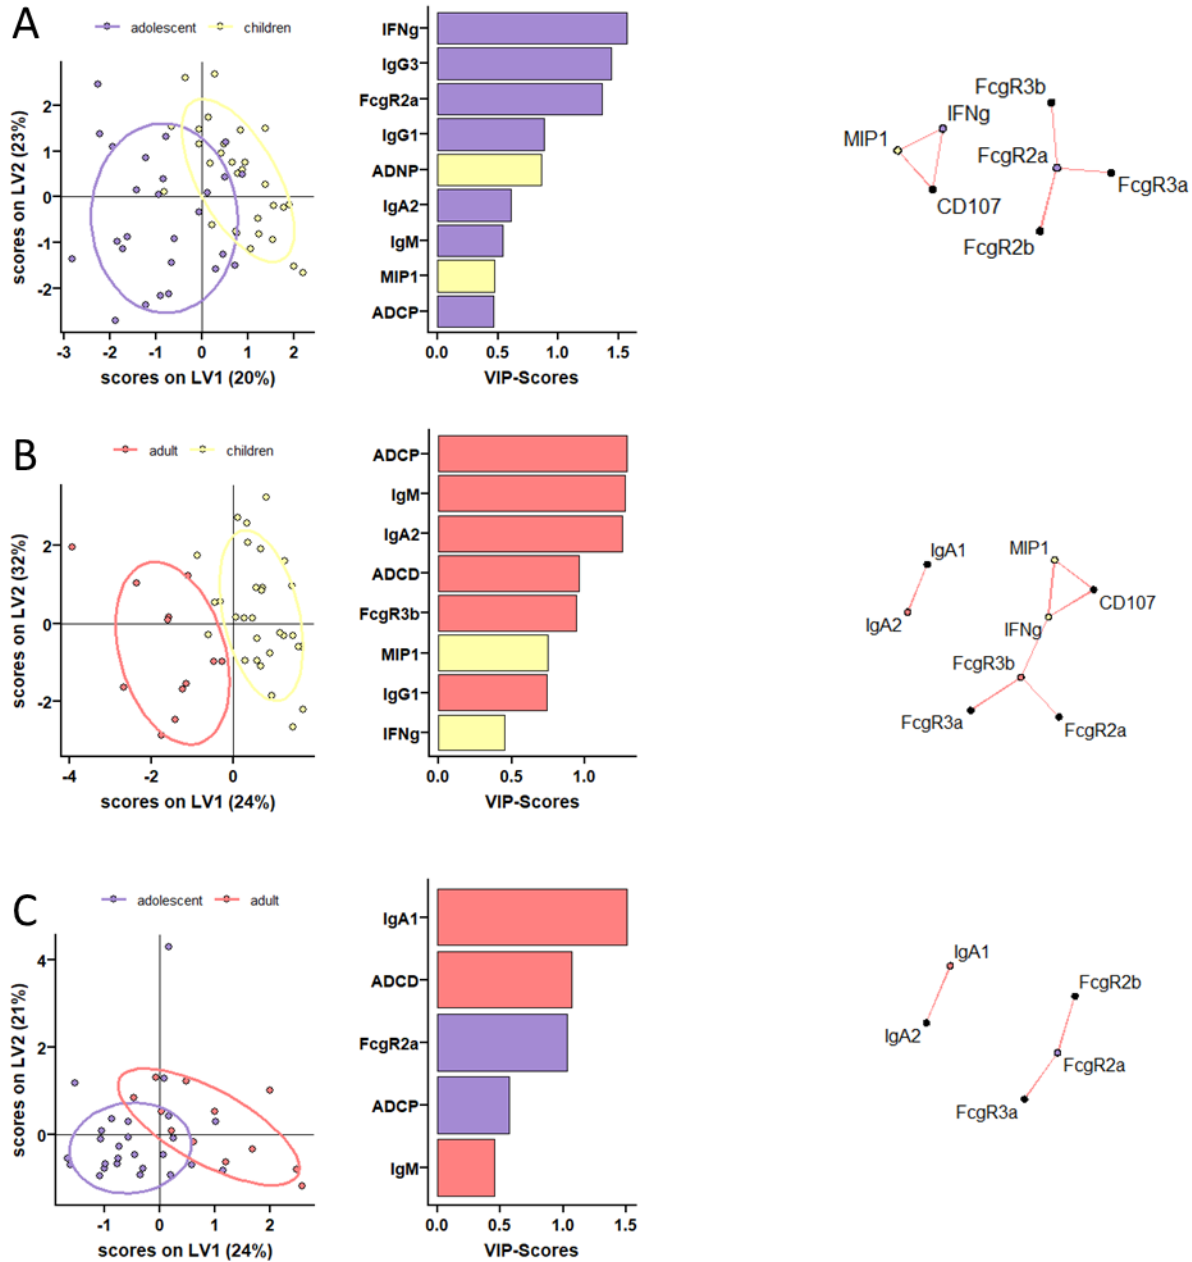 A
adolescent children
scores on LV2 (23%)
2
1
0
-1
-2
-3 -2 -1 0 1 2
scores on LV1 (20%)
IFNg
IgG3
FcgR2a
IgG1
ADNP
IgA2
IgM
MIP1
ADCP
0.0 0.5 1.0 1.5
VIP-Scores
FcgR3b
IFNg
MIP1
FcgR2a
FcgR3a
CD107
FcgR2b
B
adult children
scores on LV2 (32%)
2
0
-2
-4 -2 0
scores on LV1 (24%)
ADCP
IgM
IgA2
ADCD
FcgR3b
MIP1
IgG1
IFNg
0.0 0.5 1.0
VIP-Scores
IgA1
MIP1
CD107
IgA2
IFNg
FcgR3b
FcgR3a
FcgR2a
C
adolescent adult
scores on LV2 (21%)
4
2
0
-1 0 1 2
scores on LV1 (24%)
IgA1
ADCD
FcgR2a
ADCP
IgM
0.0 0.5 1.0 1.5
VIP-Scores
IgA1
FcgR2b
IgA2
FcgR2a
FcgR3a